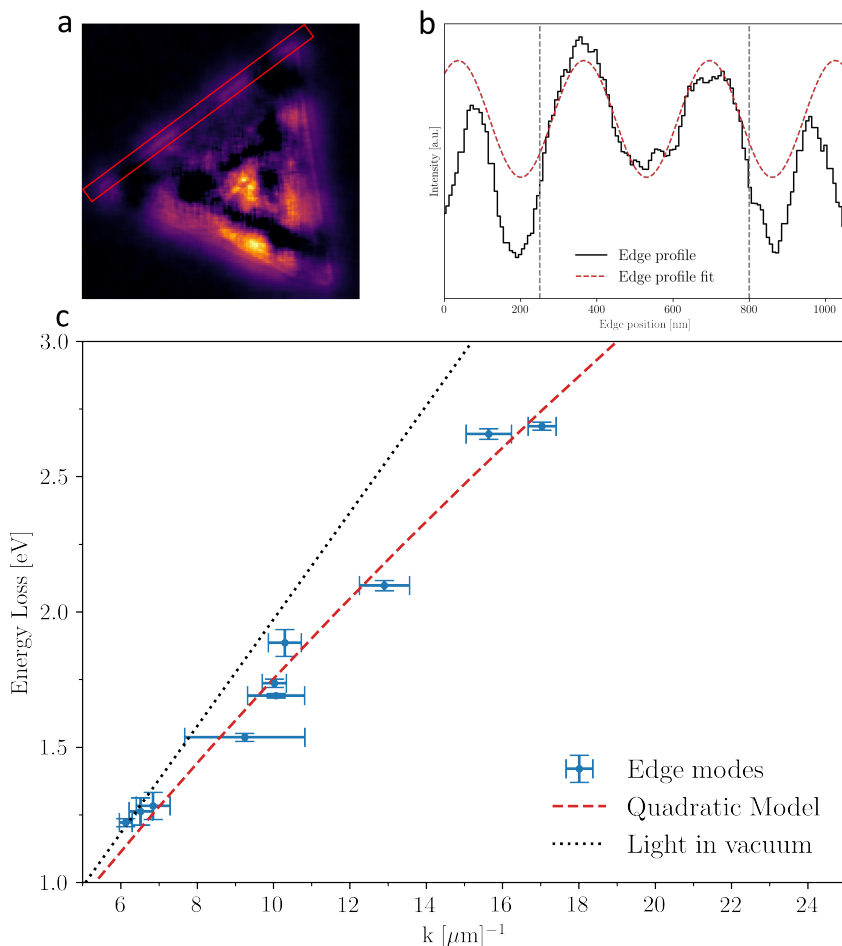 a
b
Intensity [a.u.]
Edge profile
Edge profile fit
0 200 400 600 800 1000
Edge position [nm]
c
3.0
2.5
2.0
1.5
1.0
Energy Loss [eV]
Edge modes
Quadratic Model
Light in vacuum
6 8 10 12 14 16 18 20 22 24
k [μm]⁻¹